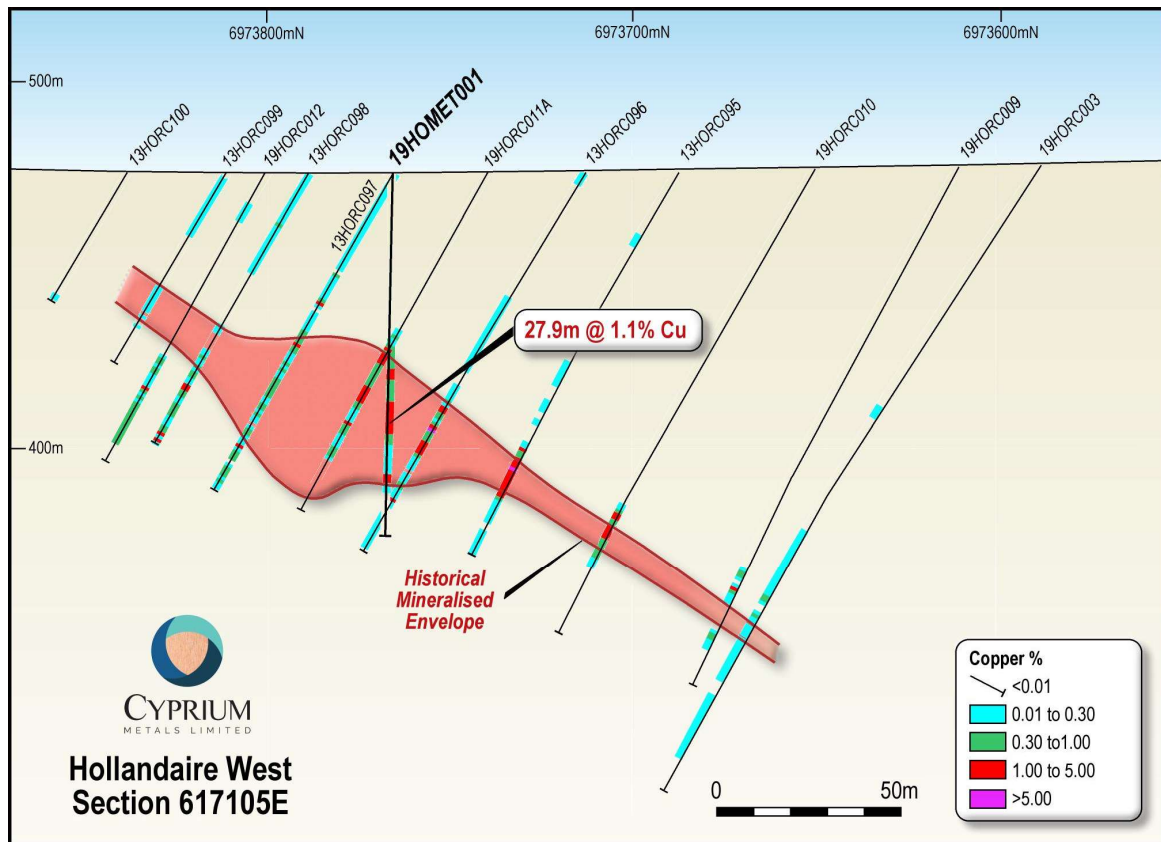 6973800mN
6973700mN
6973600mN
500m
13HORC100
13HORC099
19HORC012
13HORC098
19HOMET001
19HORC011A
13HORC096
13HORC095
19HORC010
19HORC009
19HORC003
13HORC097
27.9m @ 1.1% Cu
400m
Historical
Mineralised
Envelope
CYPRIUM
METALS LIMITED
Hollandaire West
Section 617105E
0
50m
Copper %
<0.01
0.01 to 0.30
0.30 to1.00
1.00 to 5.00
>5.00